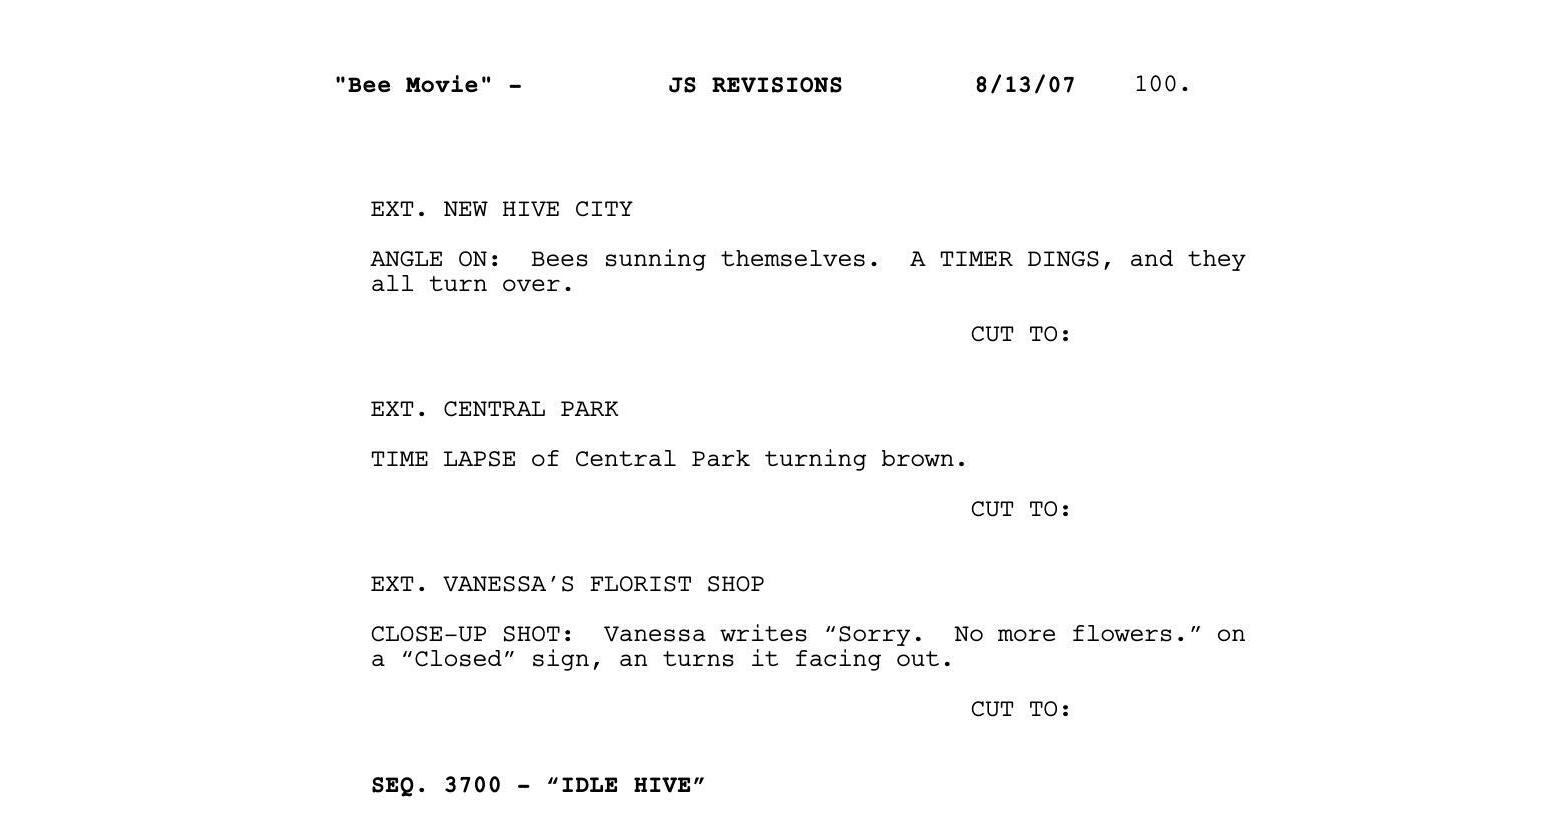 "Bee Movie" - JS REVISIONS 8/13/07 100.
EXT. NEW HIVE CITY
ANGLE ON:  Bees sunning themselves.  A TIMER DINGS, and they
all turn over.
CUT TO:
EXT. CENTRAL PARK
TIME LAPSE of Central Park turning brown.
CUT TO:
EXT. VANESSA’S FLORIST SHOP
CLOSE-UP SHOT:  Vanessa writes “Sorry.  No more flowers.” on
a “Closed” sign, an turns it facing out.
CUT TO:
SEQ. 3700 - “IDLE HIVE”